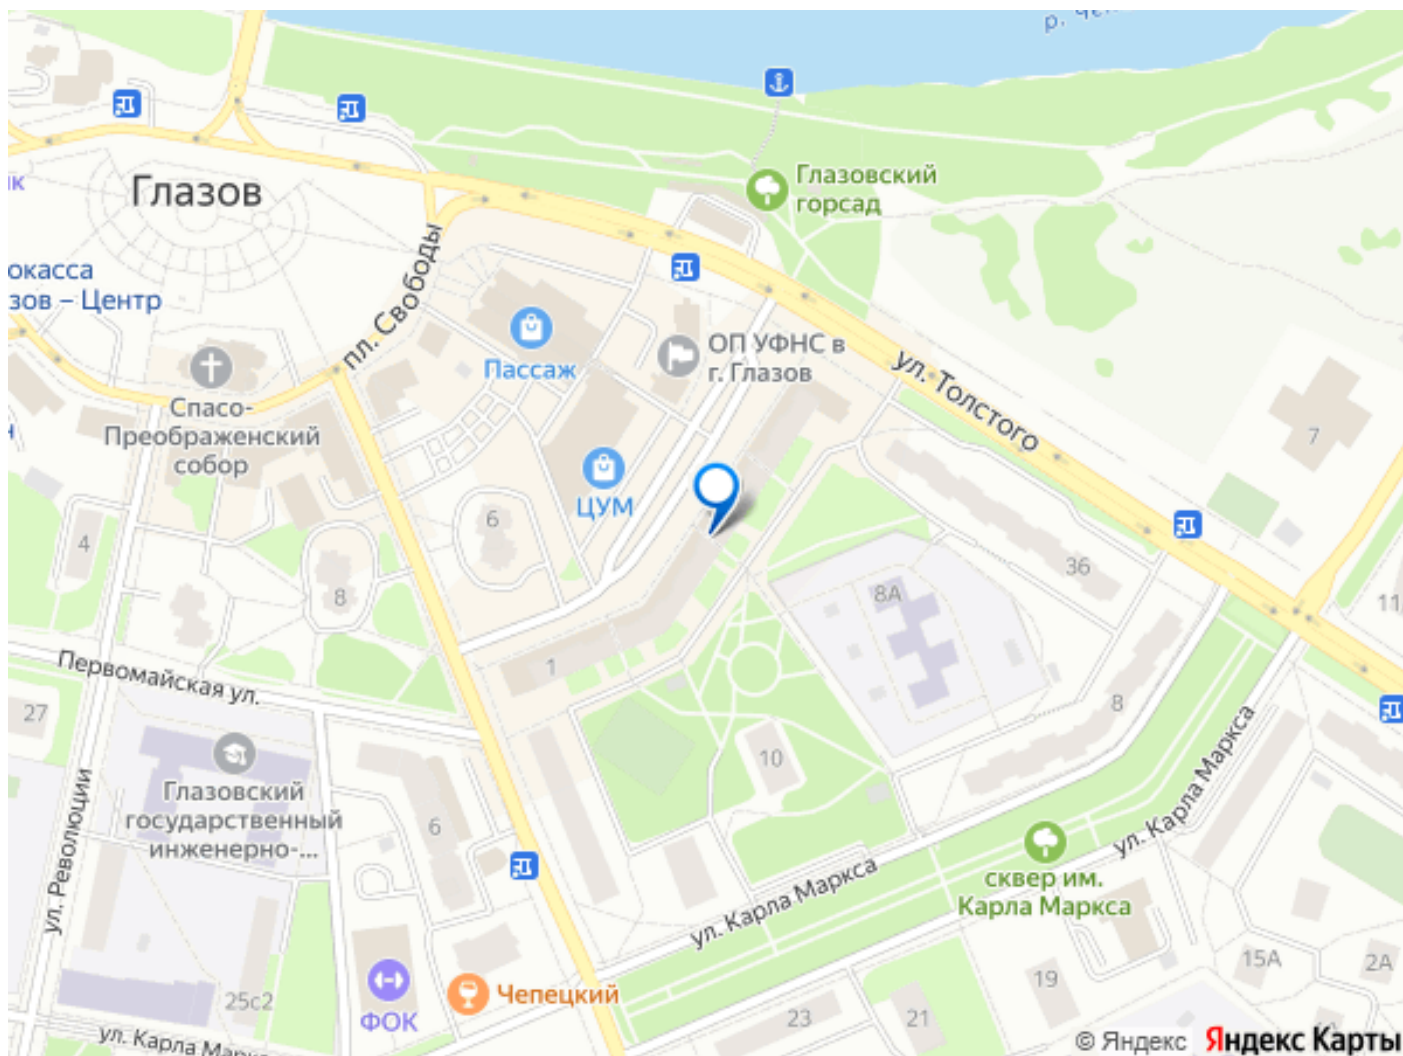 р.
Глазовский
горсад
Глазов
пл. Свободы
окасса
зов – Центр
ОП УФНС в
г. Глазов
Пассаж
ул. Толстого
Спасо-
Преображенский
собор
ЦУМ
7
6
4
8
36
8А
11
1
Первомайская ул.
27
8
10
ул. Революции
Глазовский
государственный
инженерно-...
6
ул. Карла Маркса
ул. Карла Маркса
сквер им.
Карла Маркса
25с2
ФОК
Чепецкий
19
15А
2А
23
21
ул. Карла
© Яндекс Яндекс Карты